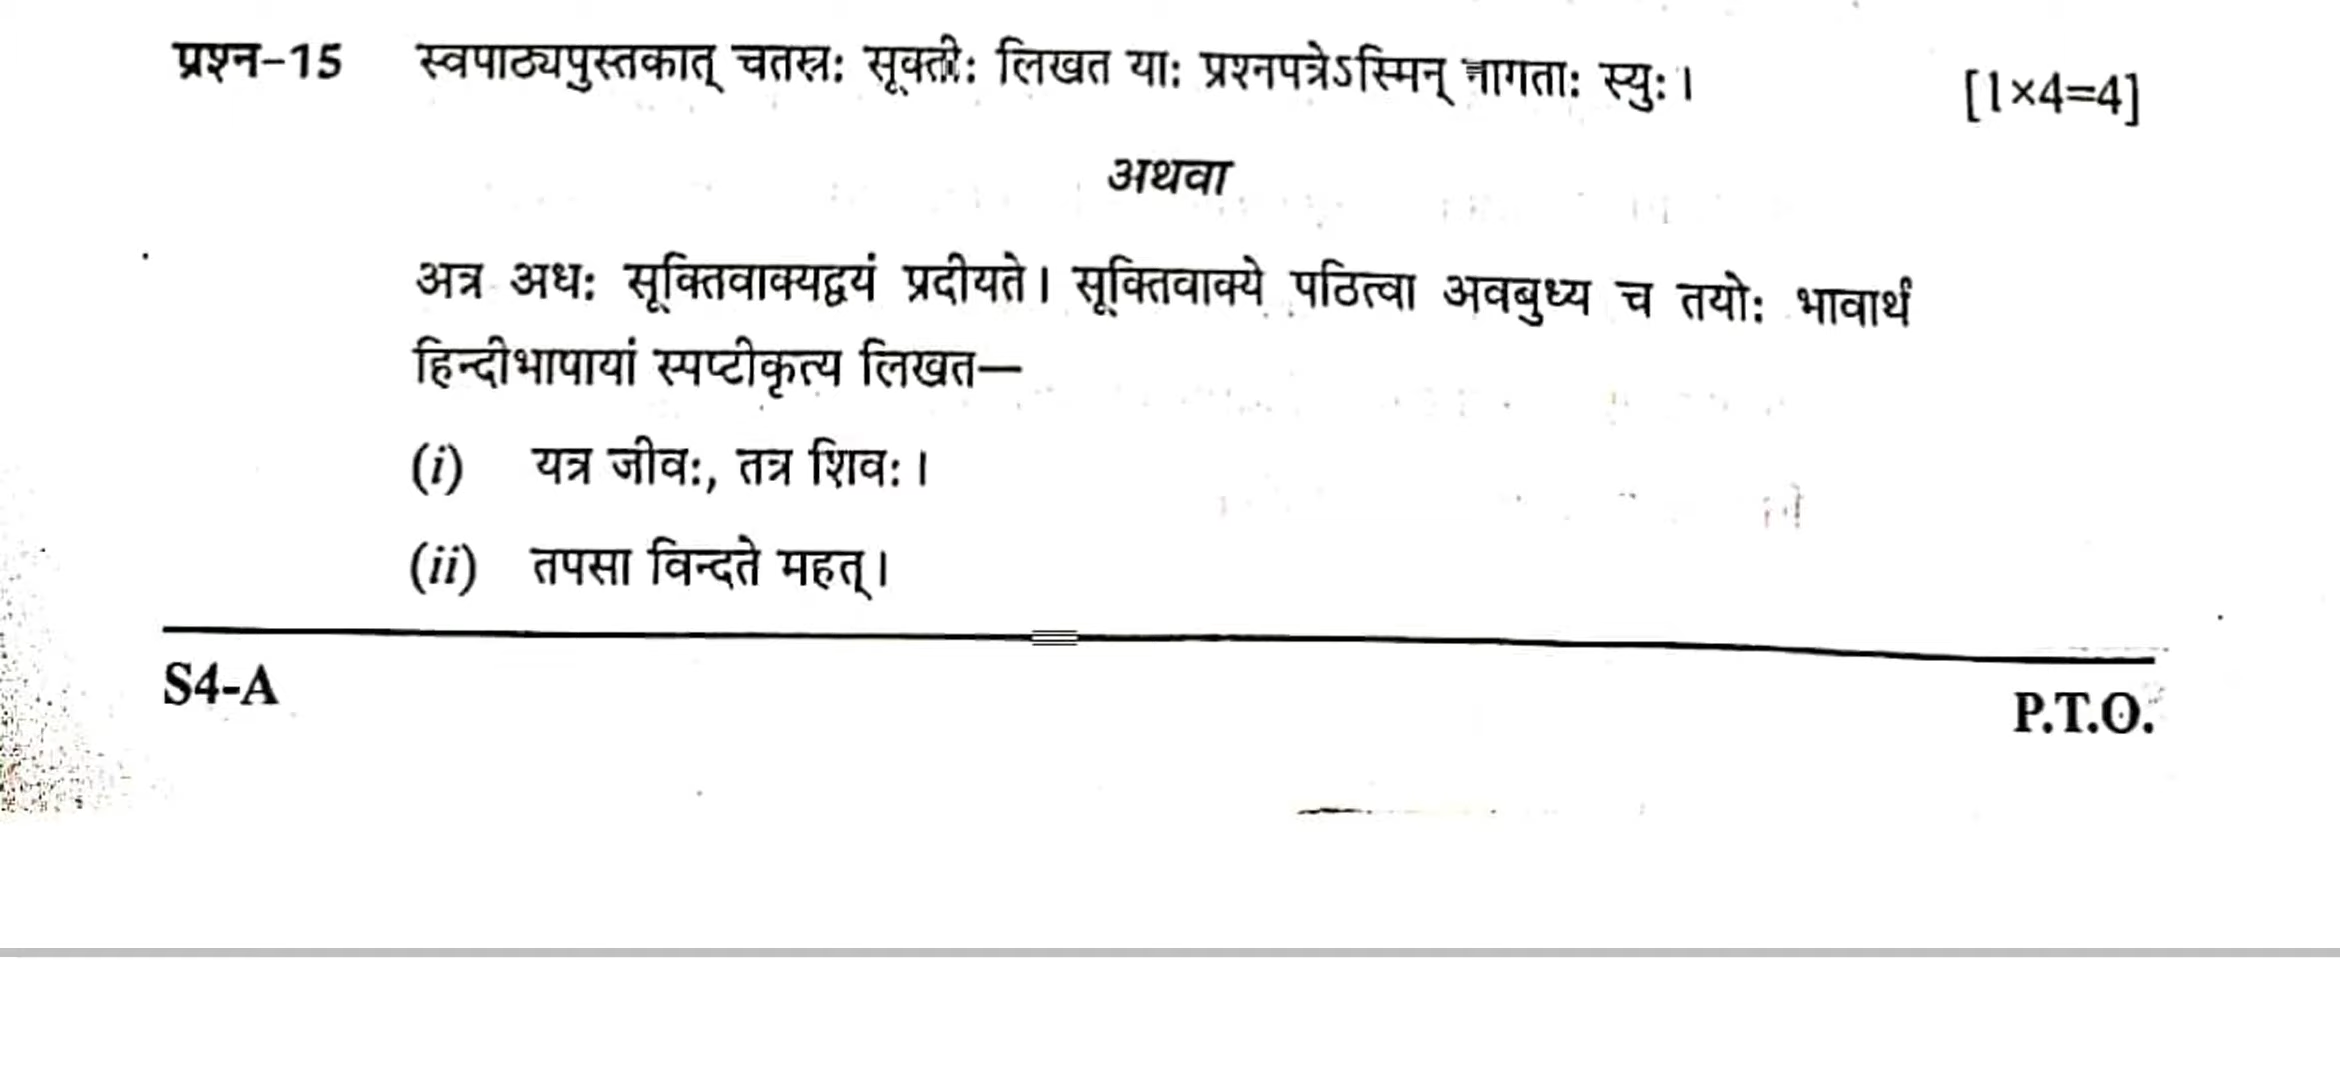 प्रश्न-15 स्वपाठ्यपुस्तकात् चतस्रः सूक्तीः लिखत याः प्रश्नपत्रेऽस्मिन् नागताः स्युः। [1×4=4]
अथवा
अत्र अधः सूक्तिवाक्यद्वयं प्रदीयते। सूक्तिवाक्ये पठित्वा अवबुध्य च तयोः भावार्थं
हिन्दीभाषायां स्पष्टीकृत्य लिखत—
(i) यत्र जीवः, तत्र शिवः।
(ii) तपसा विन्दते महत्।
S4-A
P.T.O.